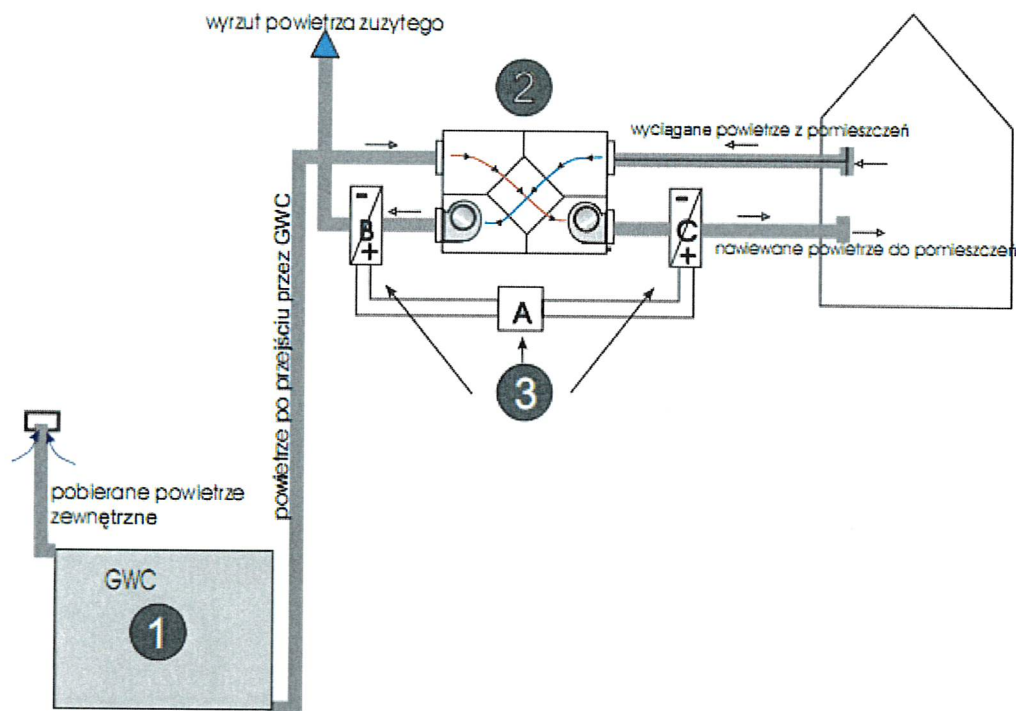 wyrzut powietrza zużytego
2
wyciągane powietrze z pomieszczeń
-
B
+
-
C
+
nawiewane powietrze do pomieszczeń
A
3
powietrze po przejściu przez GWC
pobierane powietrze
zewnętrzne
GWC
1